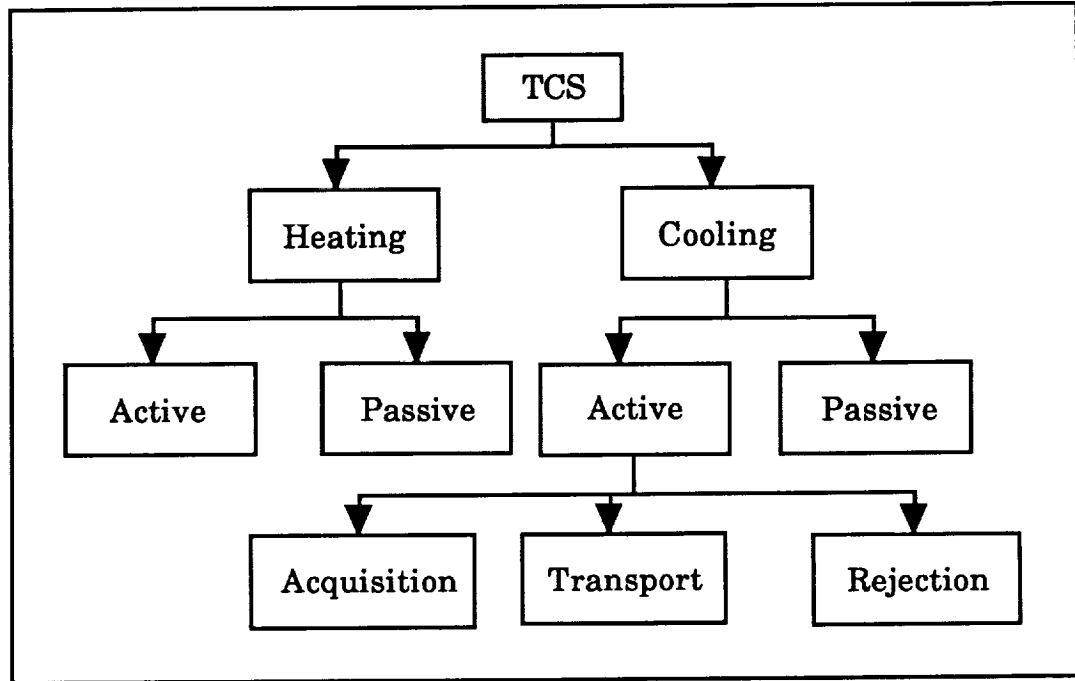 TCS
Heating
Cooling
Active
Passive
Active
Passive
Acquisition
Transport
Rejection